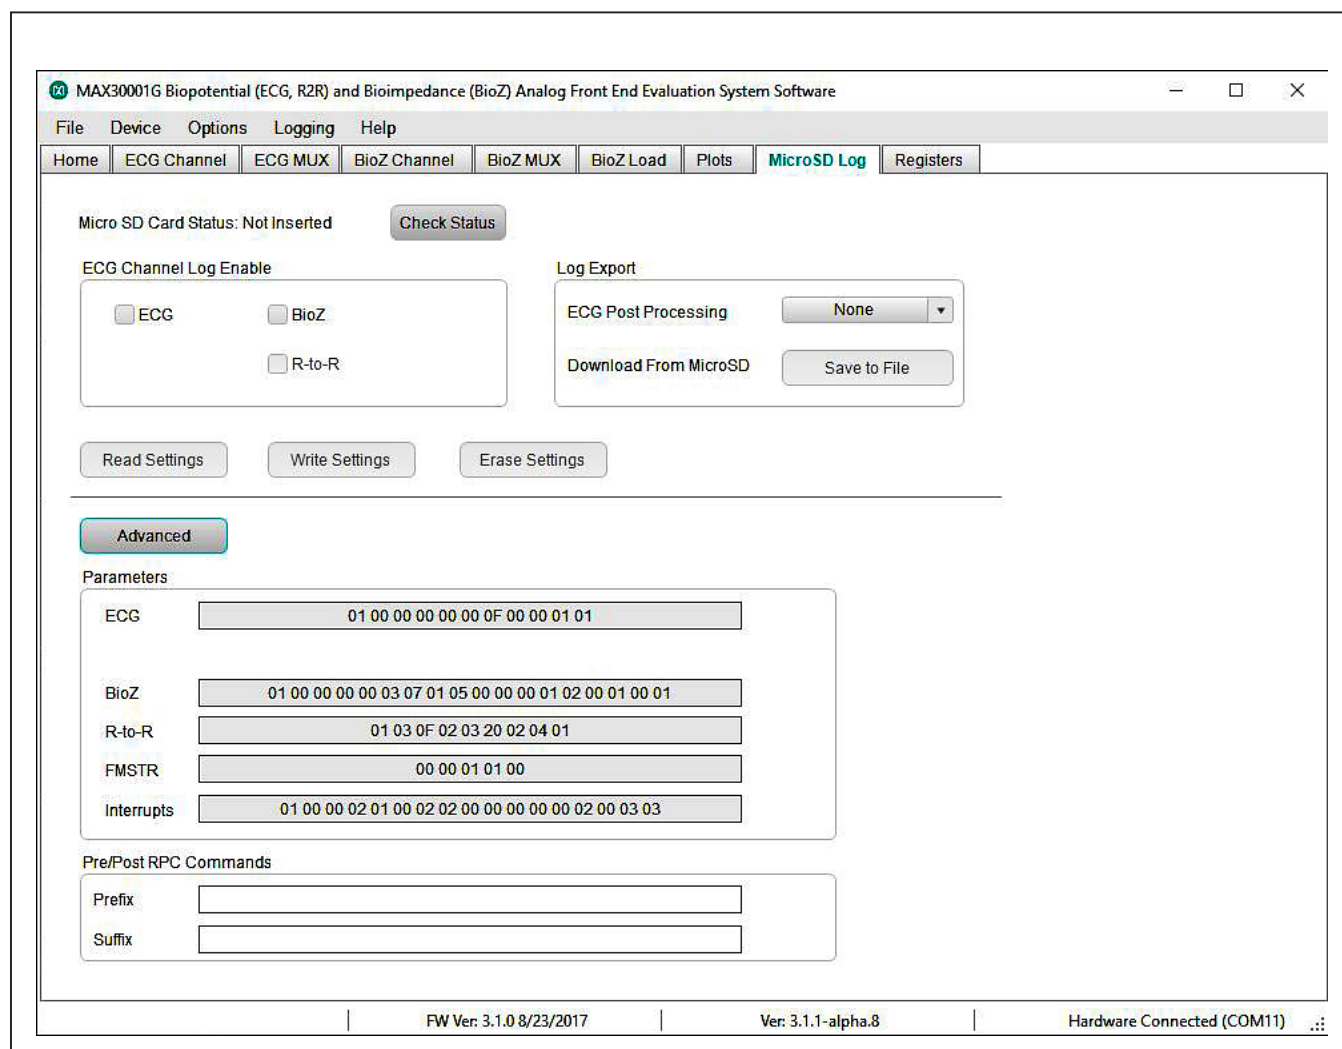 MAX30001G Biopotential (ECG, R2R) and Bioimpedance (BioZ) Analog Front End Evaluation System Software
File Device Options Logging Help
Home ECG Channel ECG MUX BioZ Channel BioZ MUX BioZ Load Plots MicroSD Log Registers
Micro SD Card Status: Not Inserted Check Status
ECG Channel Log Enable Log Export
ECG BioZ ECG Post Processing None
R-to-R Download From MicroSD Save to File
Read Settings Write Settings Erase Settings
Advanced
Parameters
ECG 01 00 00 00 00 00 0F 00 00 01 01
BioZ 01 00 00 00 00 03 07 01 05 00 00 00 01 02 00 01 00 01
R-to-R 01 03 0F 02 03 20 02 04 01
FMSTR 00 00 01 01 00
Interrupts 01 00 00 02 01 00 02 02 00 00 00 00 00 02 00 03 03
Pre/Post RPC Commands
Prefix
Suffix
FW Ver: 3.1.0 8/23/2017 Ver: 3.1.1-alpha.8 Hardware Connected (COM11)